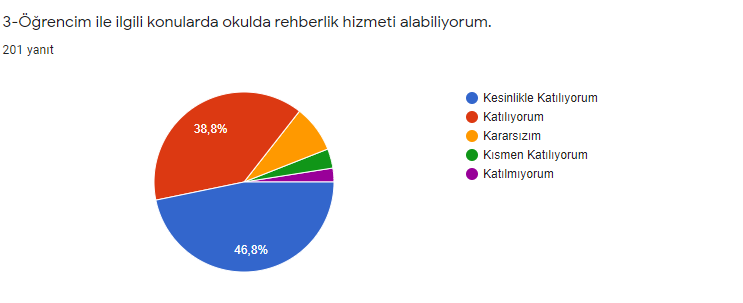 3-Öğrencim ile ilgili konularda okulda rehberlik hizmeti alabiliyorum.
201 yanıt
Kesinlikle Katılıyorum
Katılıyorum
Kararsızım
Kısmen Katılıyorum
Katılmıyorum
38,8%
46,8%